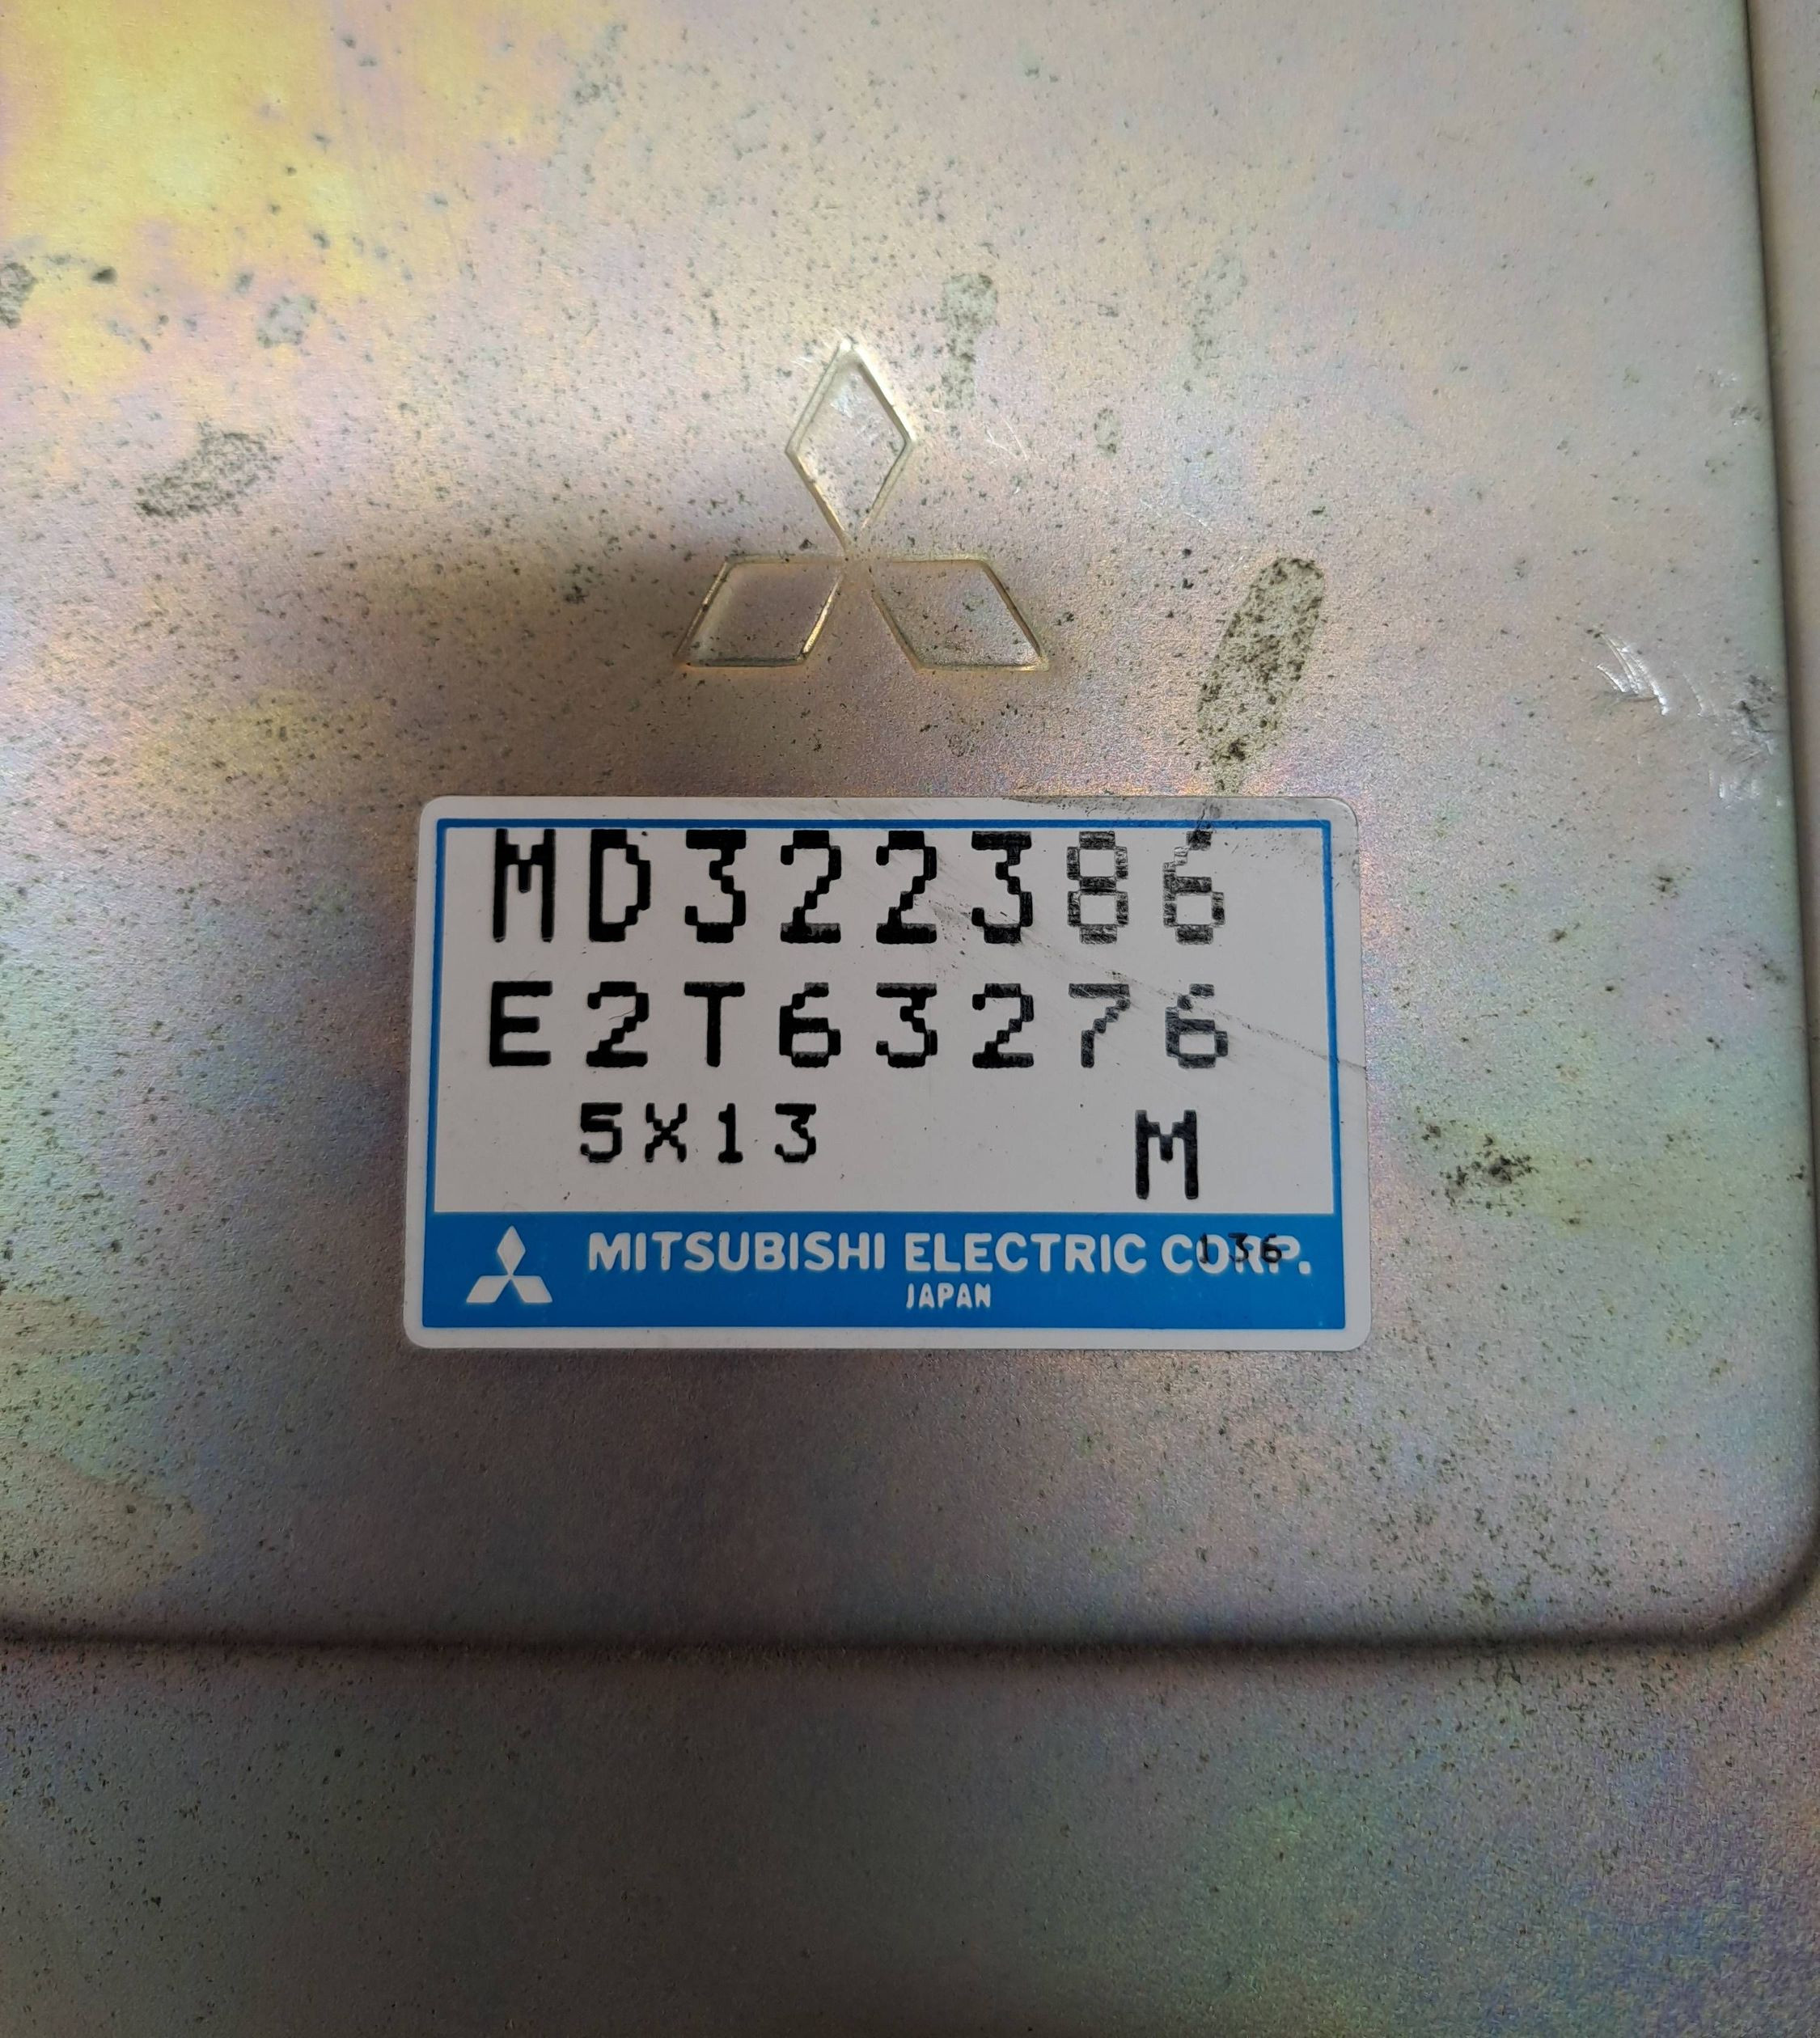 MD322386
E2T63276
5X13 M
MITSUBISHI ELECTRIC CORP.
136
JAPAN